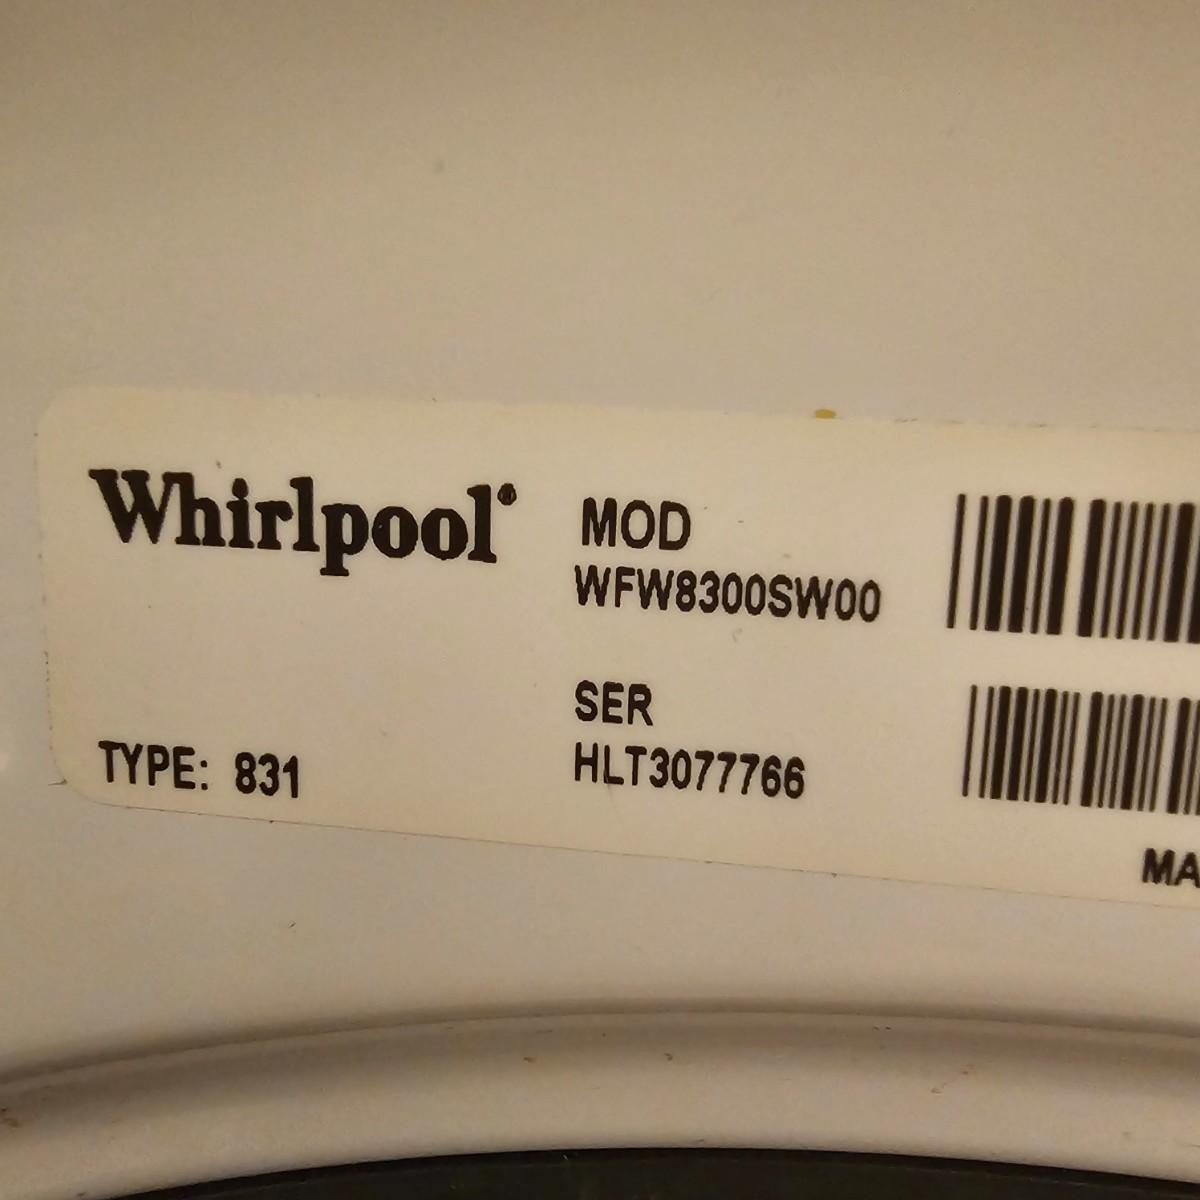 Whirlpool®
MOD
WFW8300SW00
SER
HLT3077766
TYPE: 831
MA